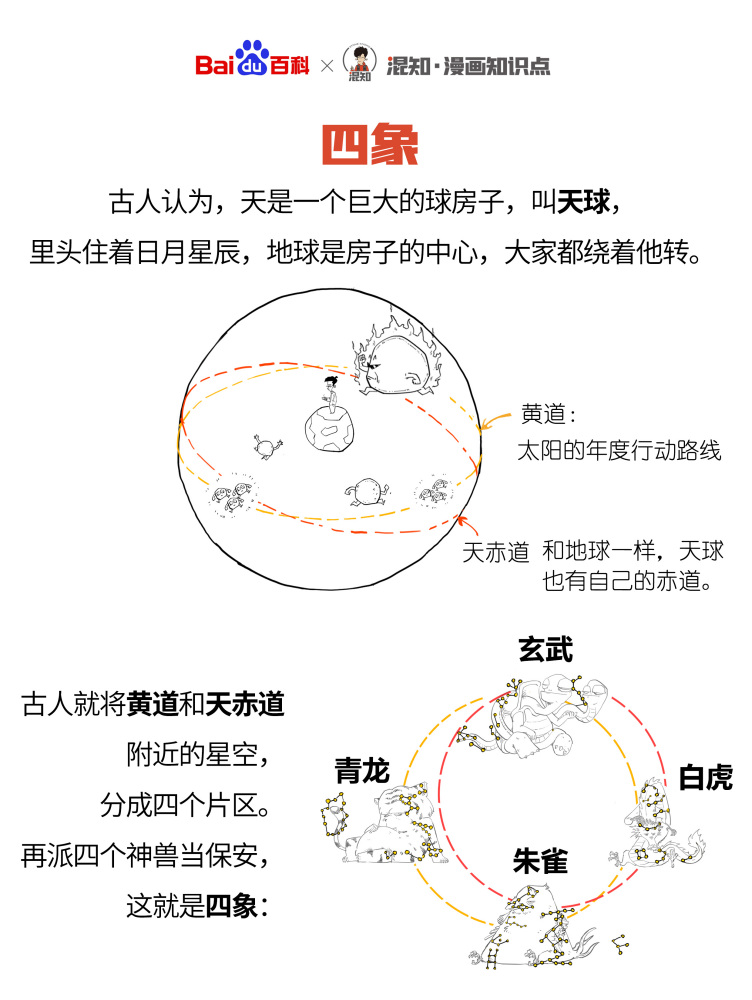 Bai du 百科 × 混知 混知·漫画知识点
四象
古人认为，天是一个巨大的球房子，叫天球，
里头住着日月星辰，地球是房子的中心，大家都绕着他转。
黄道：
太阳的年度行动路线
天赤道 和地球一样，天球
也有自己的赤道。
古人就将黄道和天赤道
附近的星空，
分成四个片区。
再派四个神兽当保安，
这就是四象：
玄武
青龙
白虎
朱雀